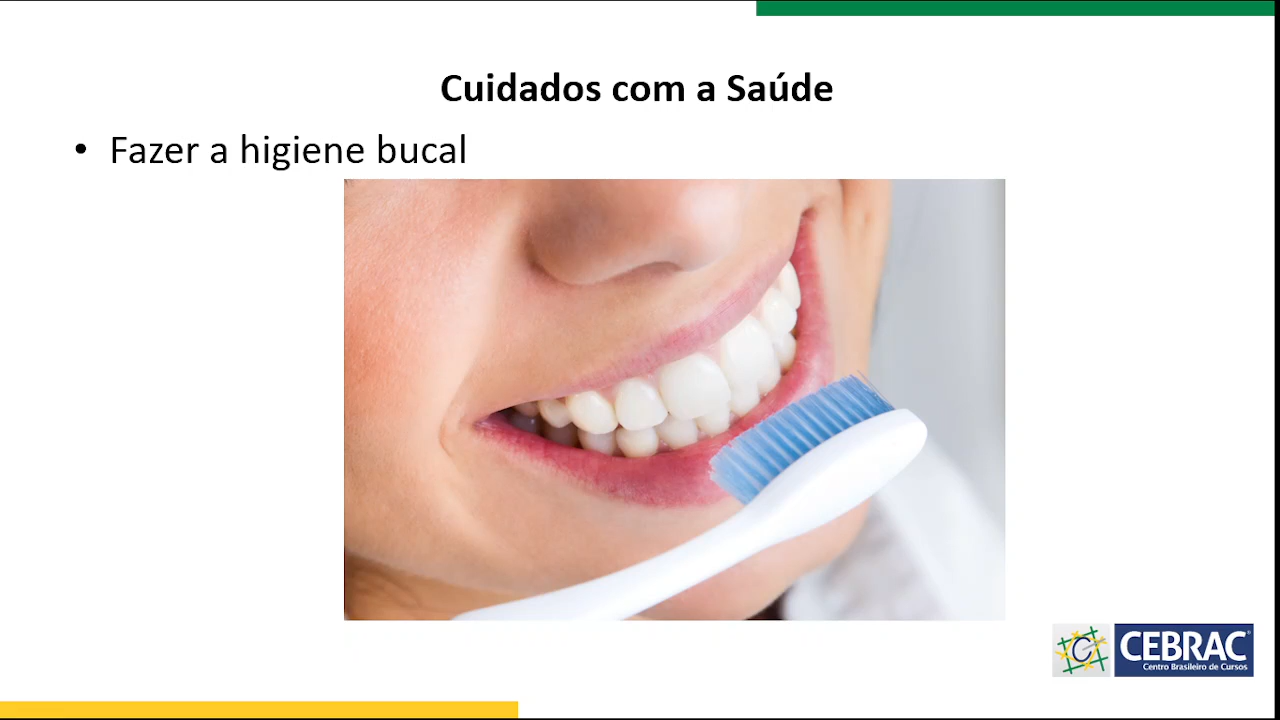 Cuidados com a Saúde
• Fazer a higiene bucal
CEBRAC®
Centro Brasileiro de Cursos